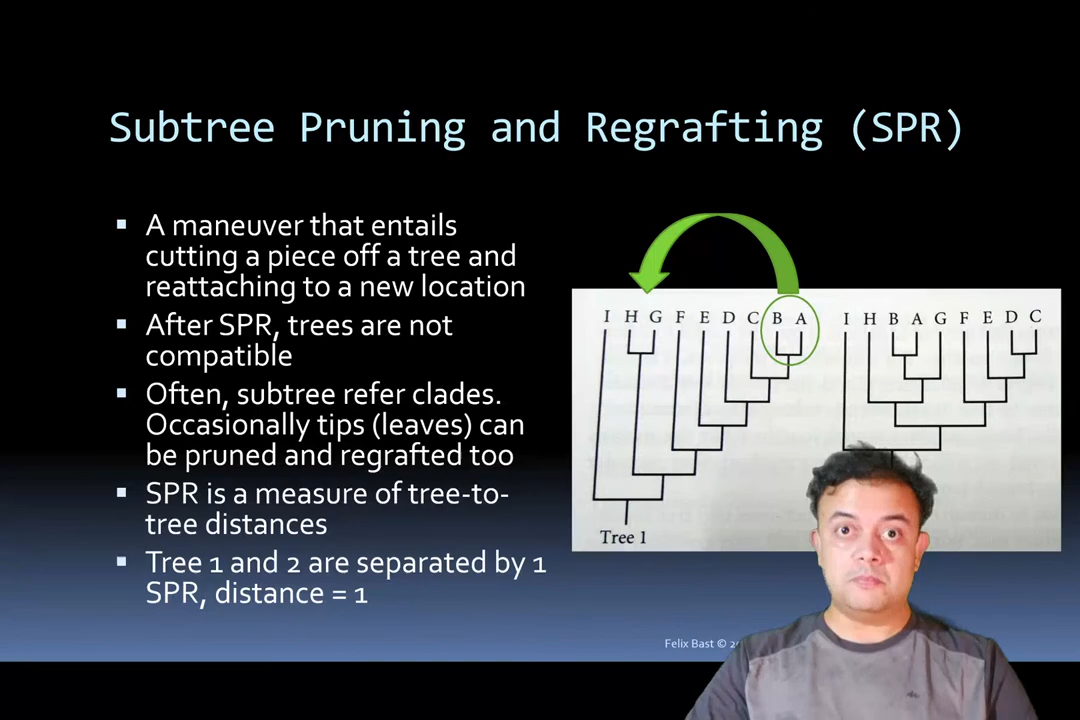 Subtree Pruning and Regrafting (SPR)
▪ A maneuver that entails
cutting a piece off a tree and
reattaching to a new location
▪ After SPR, trees are not
compatible
▪ Often, subtree refer clades.
Occasionally tips (leaves) can
be pruned and regrafted too
▪ SPR is a measure of tree-to-
tree distances
▪ Tree 1 and 2 are separated by 1
SPR, distance = 1
I H G F E D C B A
I H B A G F E D C
Tree 1
Felix Bast ©